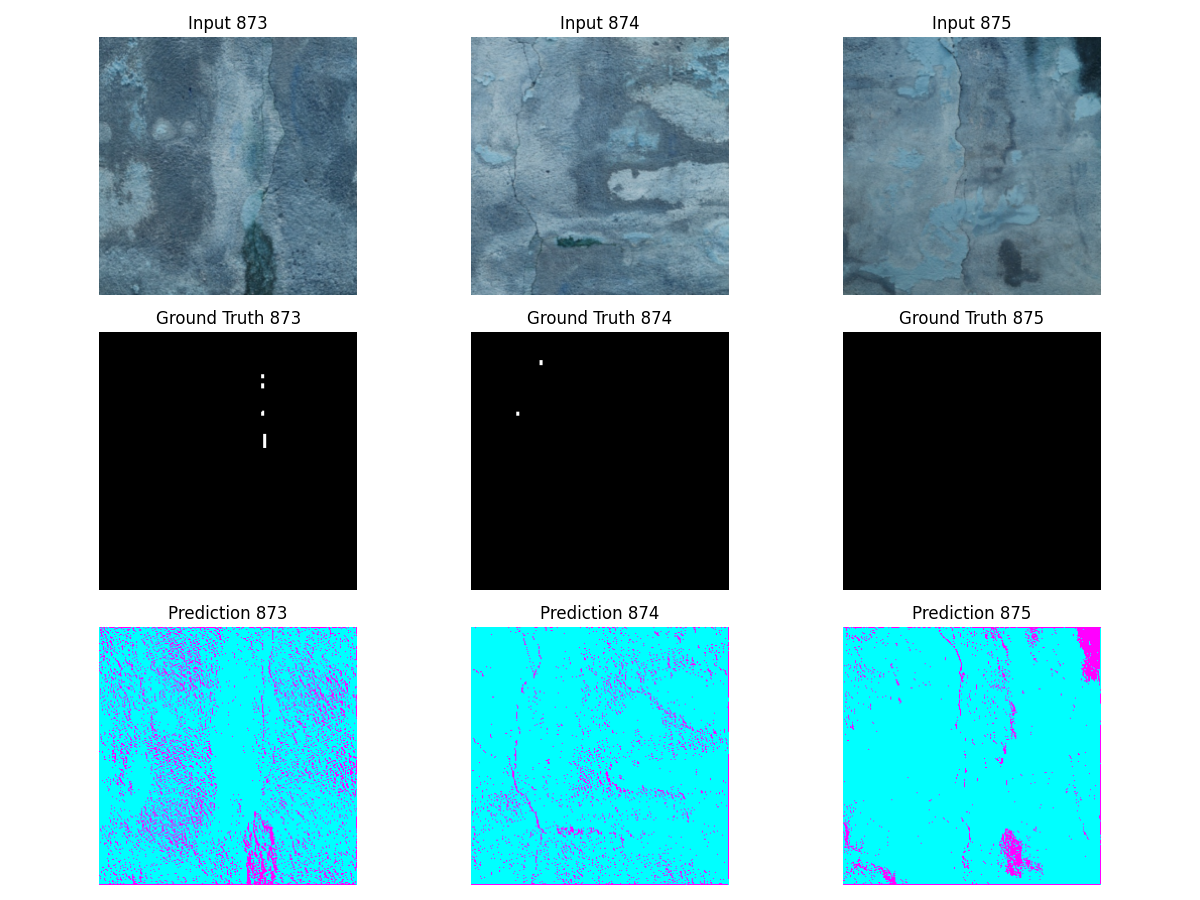 Input 873
Input 874
Input 875
Ground Truth 873
Ground Truth 874
Ground Truth 875
Prediction 873
Prediction 874
Prediction 875